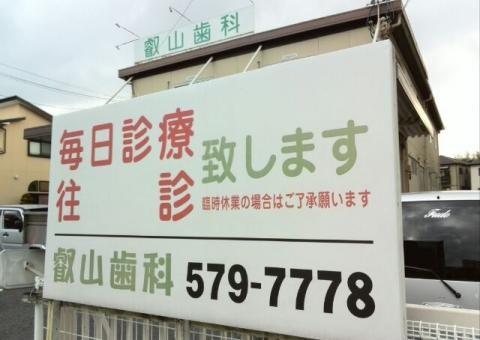 叡山歯科
毎日診療
往診 致します
臨時休業の場合はご了承願います
叡山歯科 579-7778